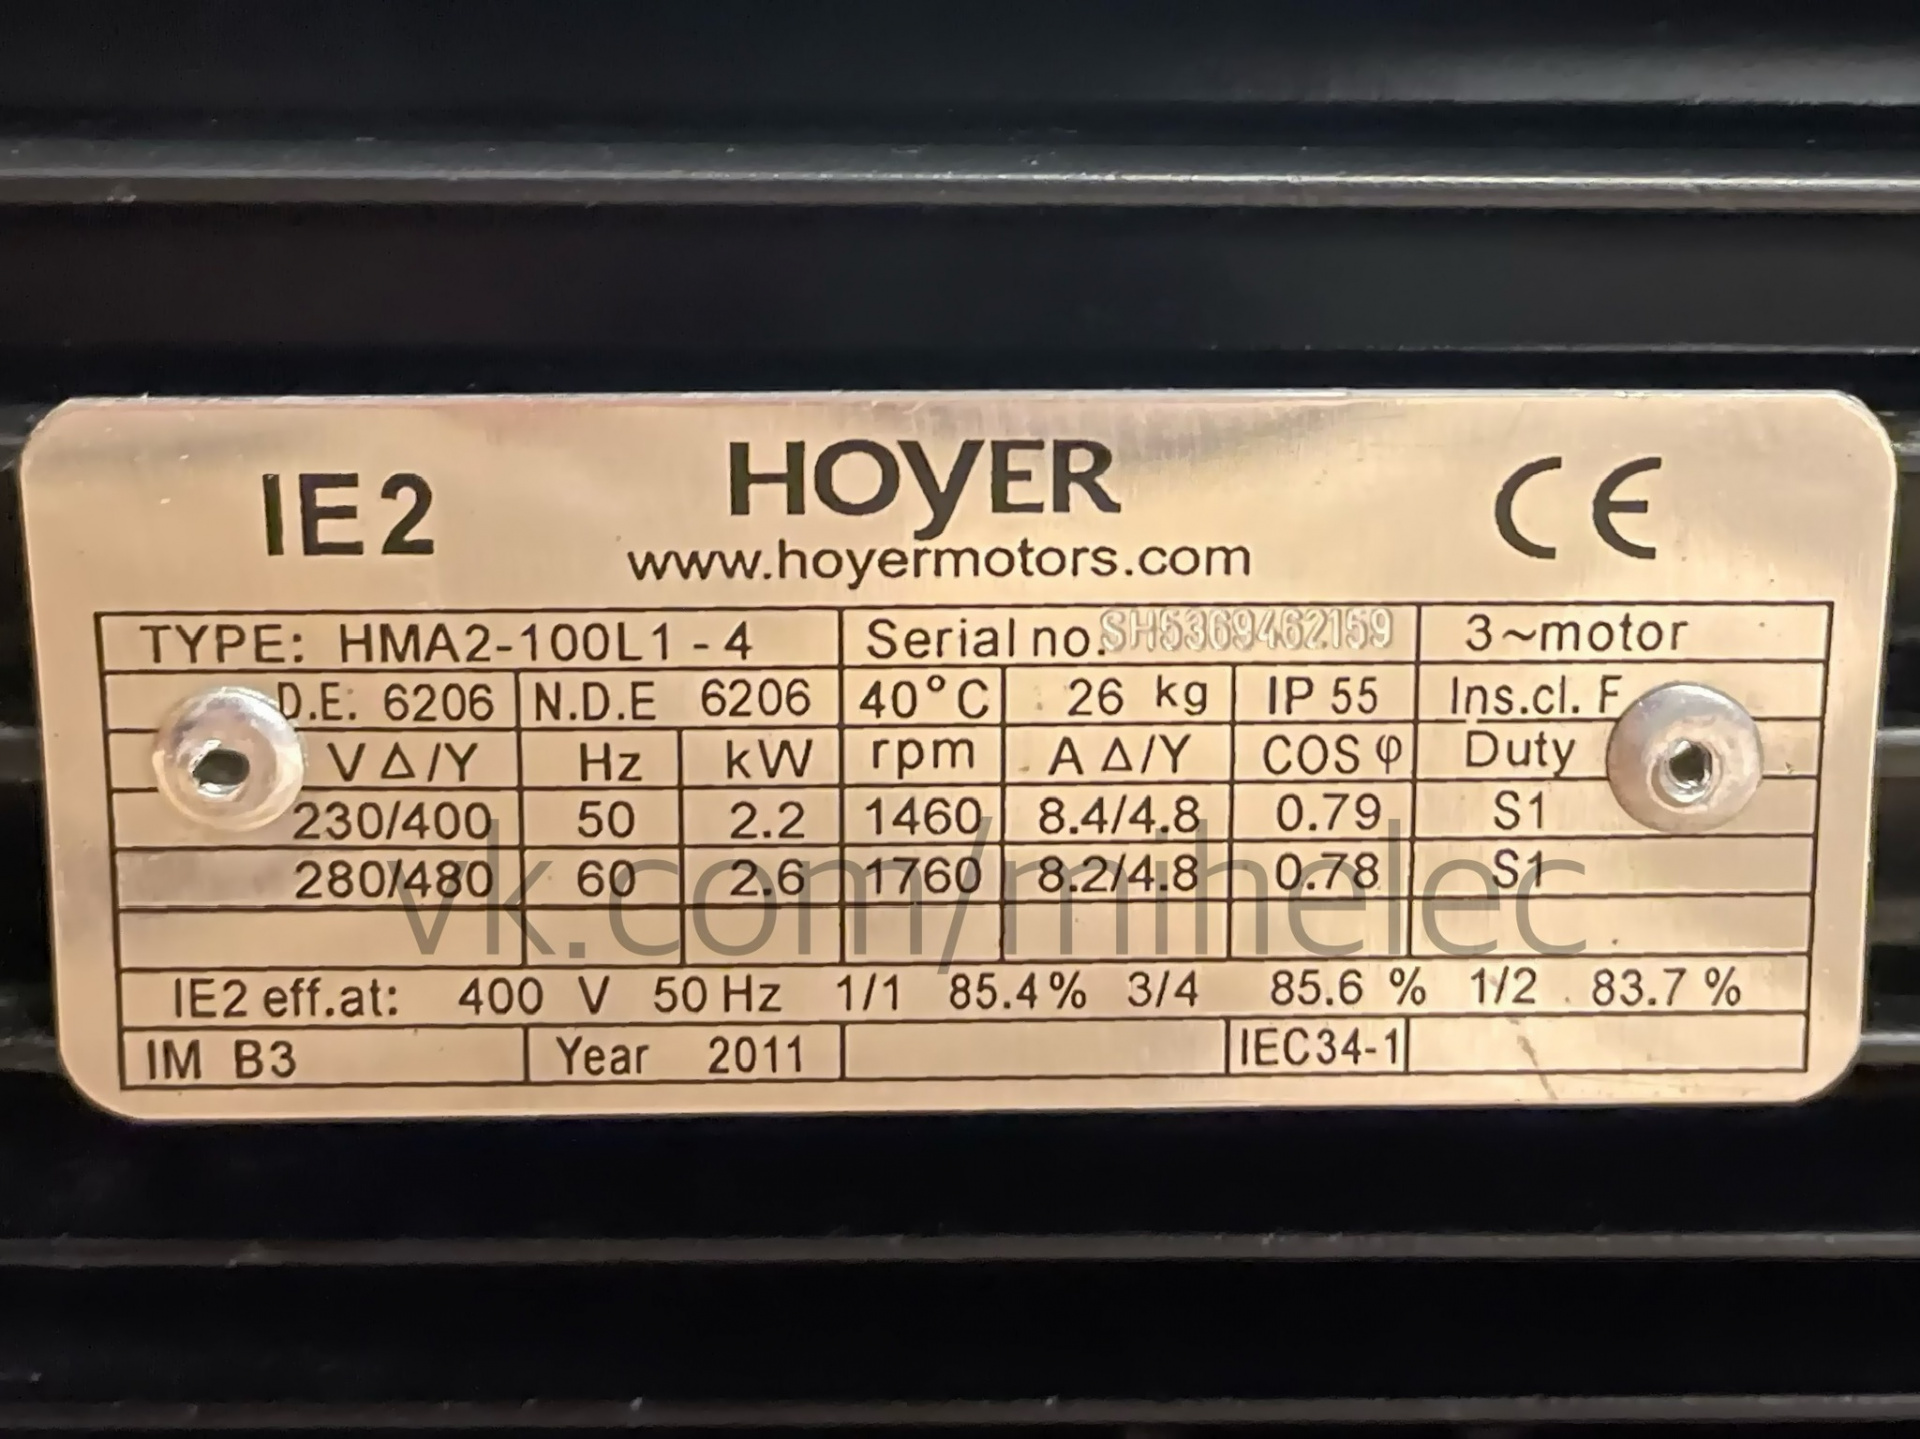 IE2 HOYER CE
www.hoyermotors.com
TYPE: HMA2-100L1 - 4 Serial no. SH5369462159 3~motor
D.E: 6206 N.D.E 6206 40°C 26 kg IP 55 Ins.cl. F
V Δ/Y Hz kW rpm A Δ/Y COS φ Duty
230/400 50 2.2 1460 8.4/4.8 0.79 S1
280/480 60 2.6 1760 8.2/4.8 0.78 S1
vk.com/mihelec
IE2 eff.at: 400 V 50 Hz 1/1 85.4% 3/4 85.6 % 1/2 83.7 %
IM B3 Year 2011 IEC34-1